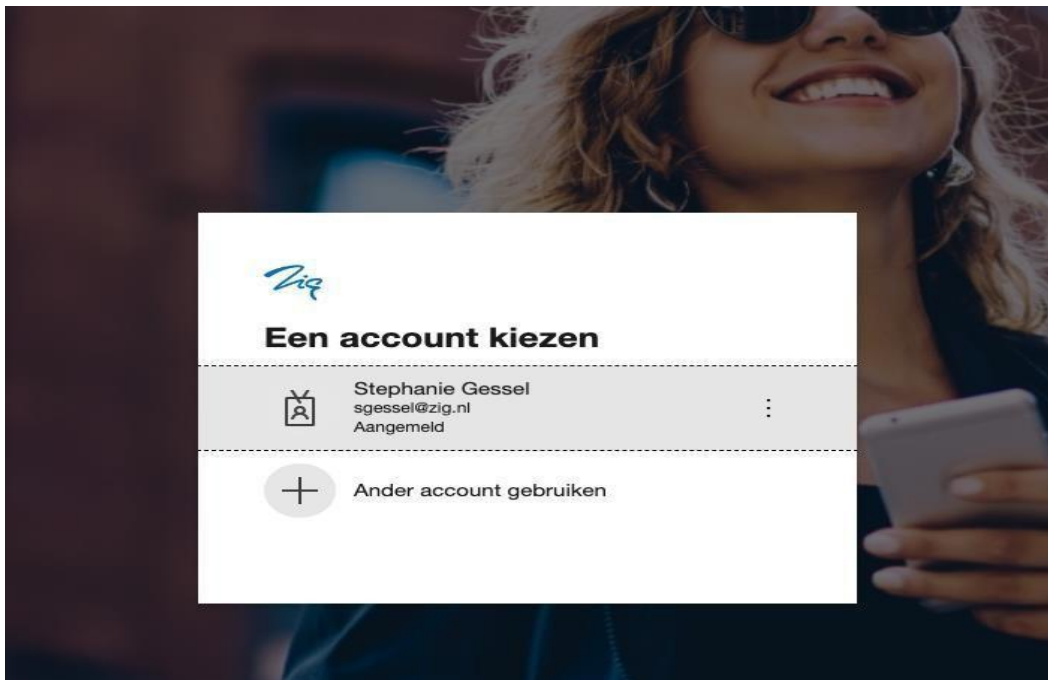 Zig
Een account kiezen
Stephanie Gessel
sgessel@zig.nl
Aangemeld
Ander account gebruiken